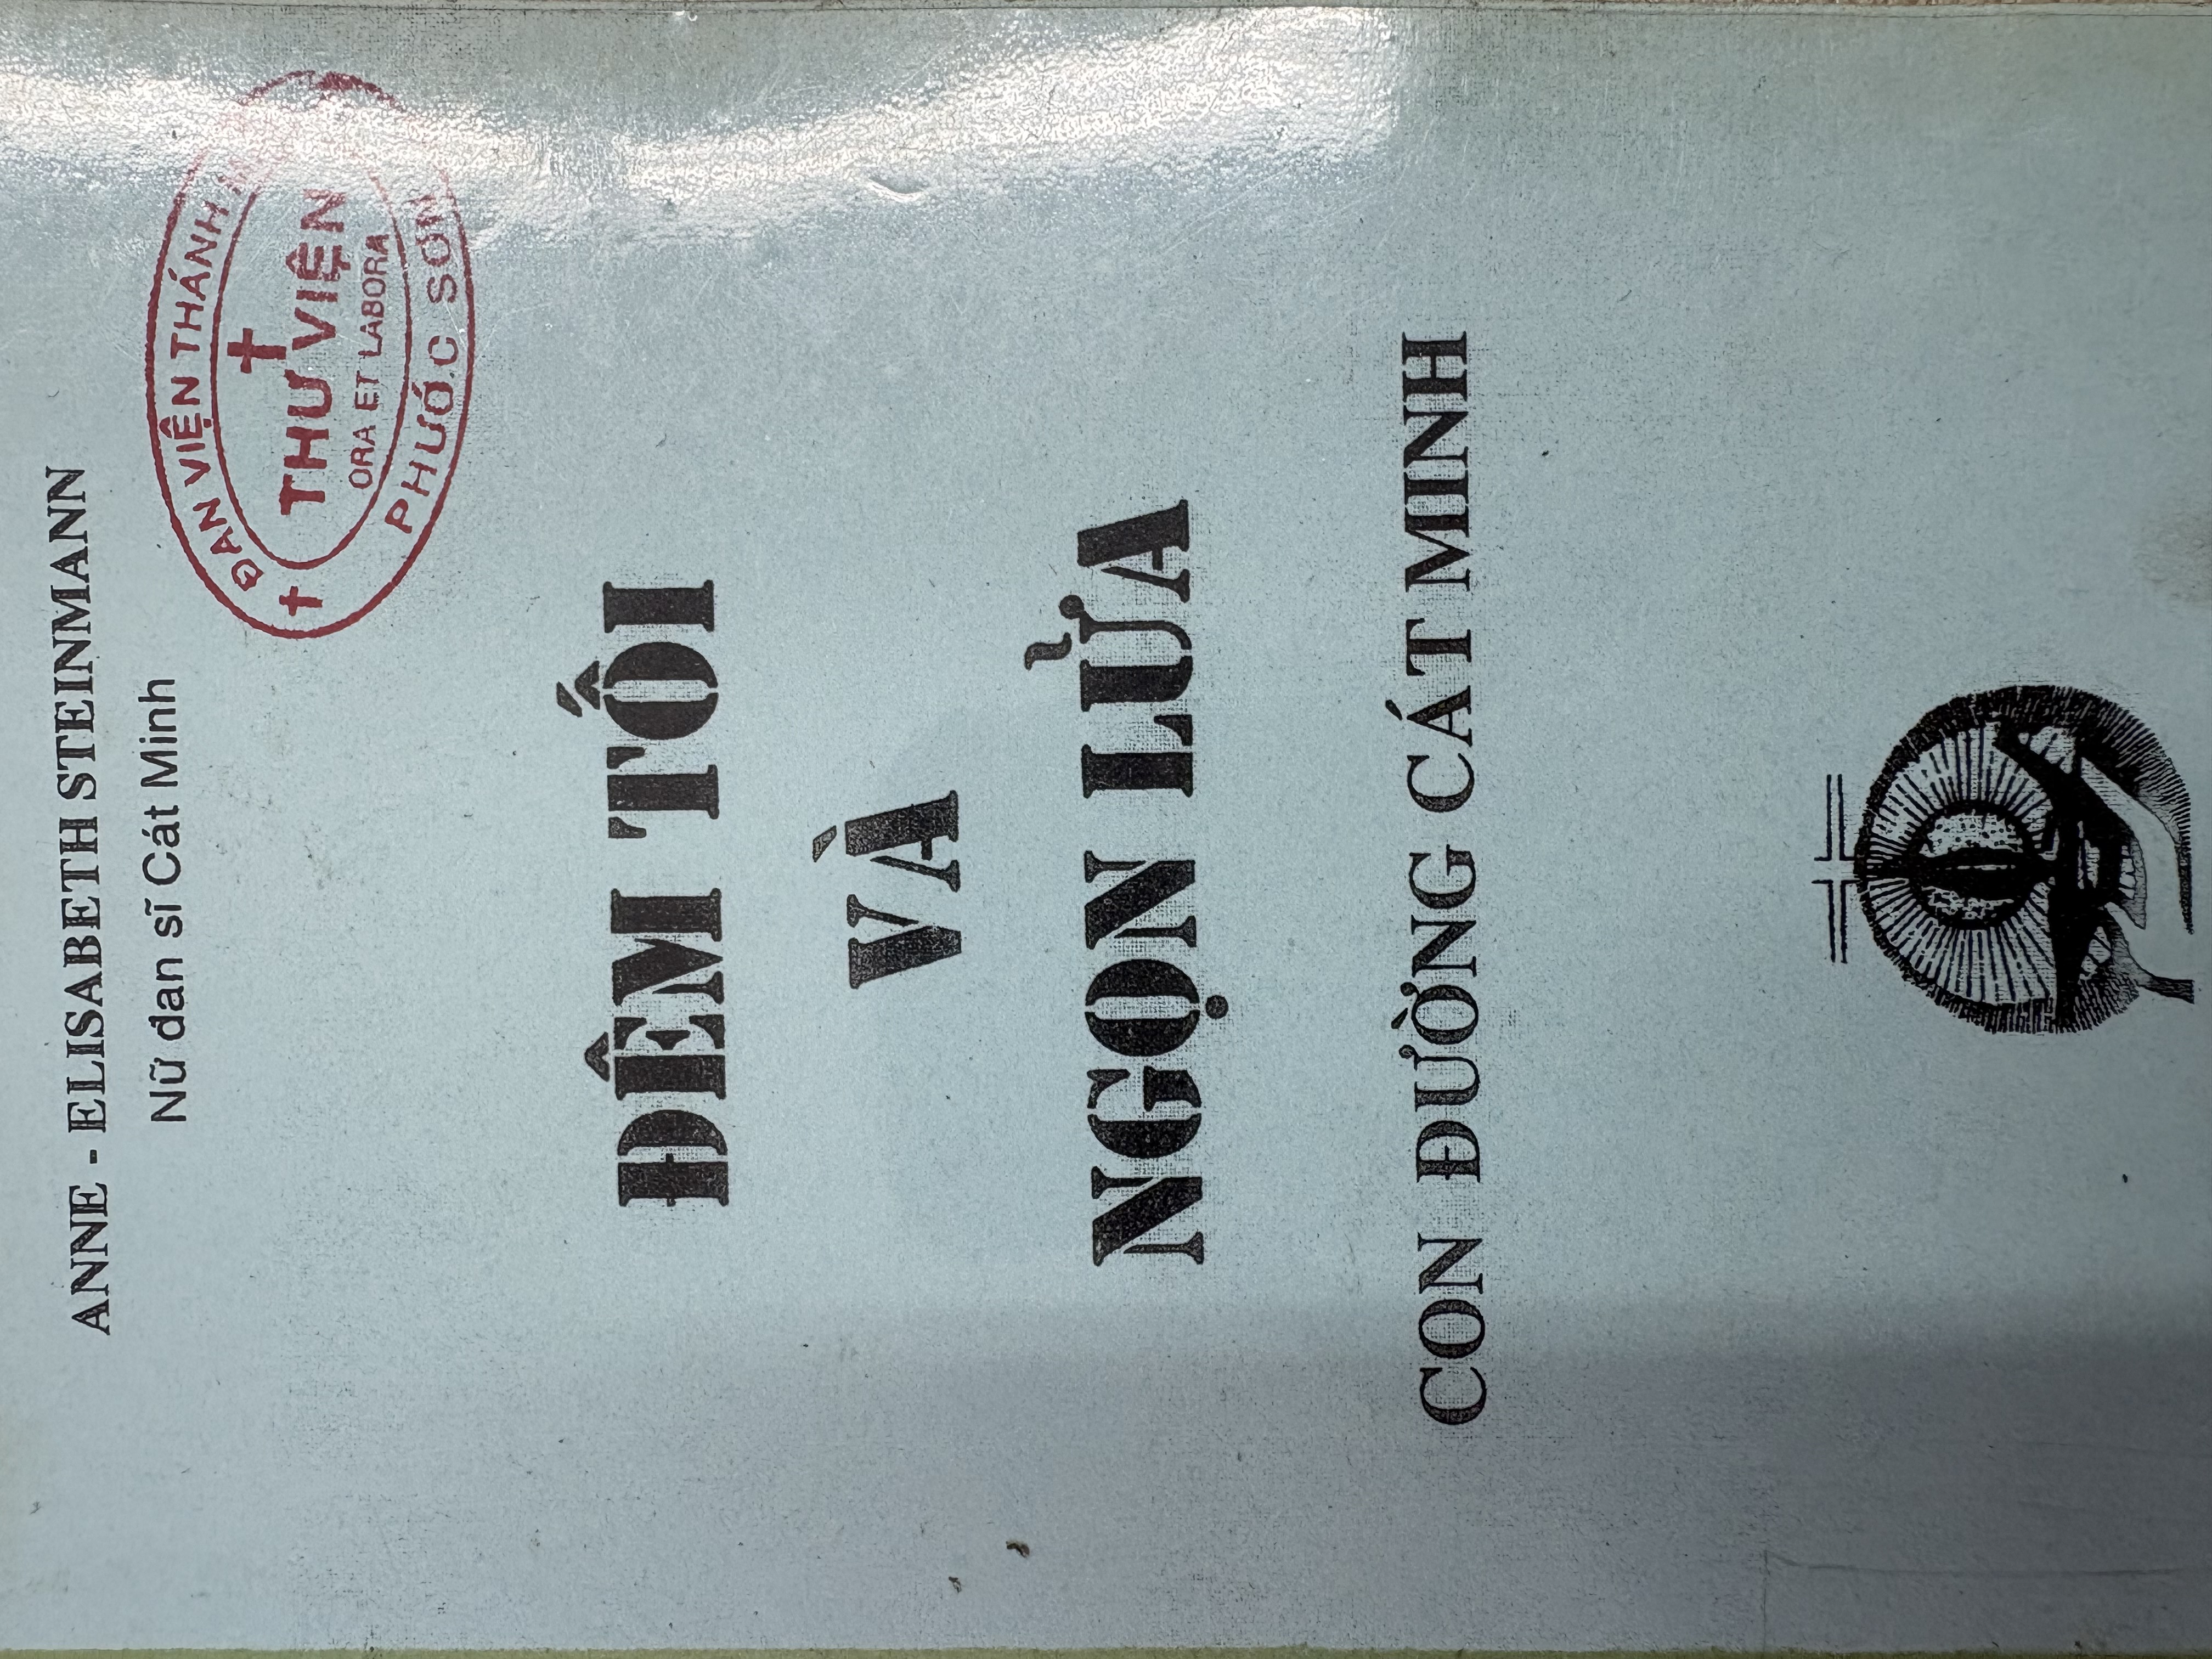 ANNE - ELISABETH STEINMANN
Nữ đan sĩ Cát Minh
ĐAN VIỆN THÁNH
THƯ VIỆN
ORA ET LABORA
PHƯỚC SƠN
ĐÊM TỐI
VÀ
NGỌN LỬA
CON ĐƯỜNG CÁT MINH